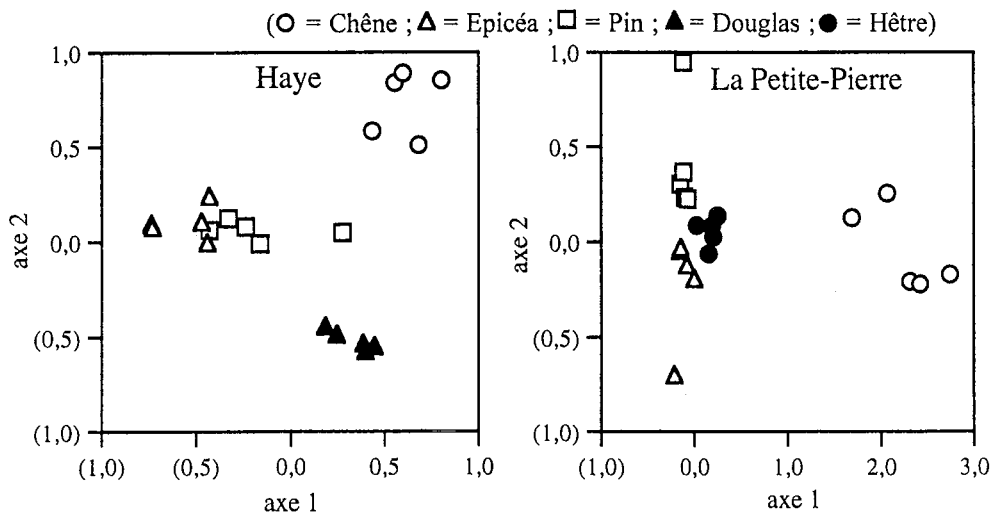 (○ = Chêne ; △ = Epicéa ; □ = Pin ; ▲ = Douglas ; ● = Hêtre)
Haye
1,0
0,5
0,0
(0,5)
(1,0)
axe 2
(1,0) (0,5) 0,0 0,5 1,0
axe 1
La Petite-Pierre
1,0
0,5
0,0
(0,5)
(1,0)
axe 2
(1,0) 0,0 1,0 2,0 3,0
axe 1